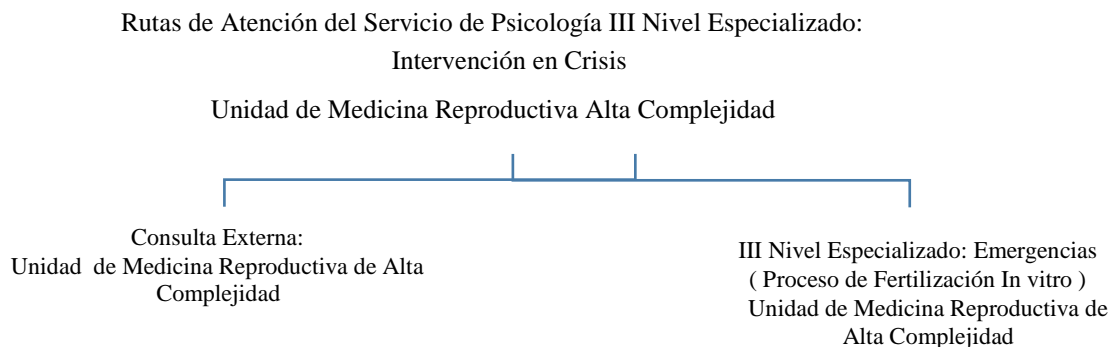 Rutas de Atención del Servicio de Psicología III Nivel Especializado:
Intervención en Crisis
Unidad de Medicina Reproductiva Alta Complejidad
Consulta Externa:
Unidad de Medicina Reproductiva de Alta
Complejidad
III Nivel Especializado: Emergencias
( Proceso de Fertilización In vitro )
Unidad de Medicina Reproductiva de
Alta Complejidad